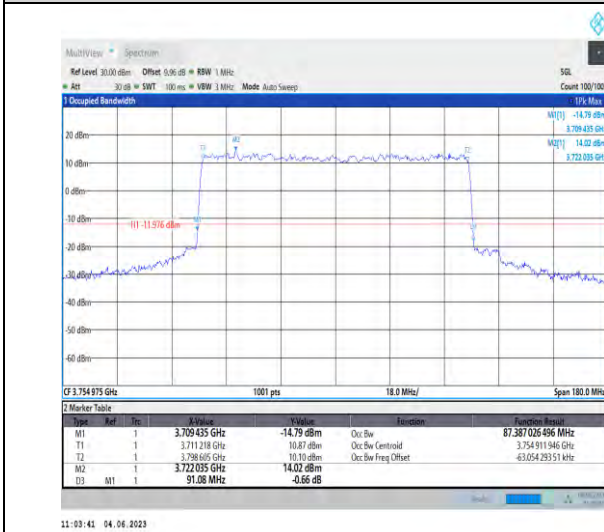 MultiView Spectrum
Ref Level 30.00 dBm Offset 9.96 dB RBW 1 MHz SGL
Att 30 dB SWT 100 ms VBW 3 MHz Mode Auto Sweep Count 100/100
1 Occupied Bandwidth 1Pk Max
M1[1] -14.79 dBm
3.709 435 GHz
20 dBm
M2[1] 14.02 dBm
3.722 035 GHz
T1 M2 T2
10 dBm
0 dBm
-10 dBm
H1 -11.976 dBm
-20 dBm
-30 dBm
-40 dBm
-50 dBm
-60 dBm
CF 3.754 975 GHz 1001 pts 18.0 MHz/ Span 180.0 MHz
2 Marker Table
Type Ref Trc X-Value Y-Value Function Function Result
M1 1 3.709 435 GHz -14.79 dBm Occ Bw 87.387 026 496 MHz
T1 1 3.711 218 GHz 10.87 dBm Occ Bw Centroid 3.754 911 946 GHz
T2 1 3.798 605 GHz 10.10 dBm Occ Bw Freq Offset -63.054 293 51 kHz
M2 1 3.722 035 GHz 14.02 dBm
D3 M1 1 91.08 MHz -0.66 dB
11:03:41 04.06.2023